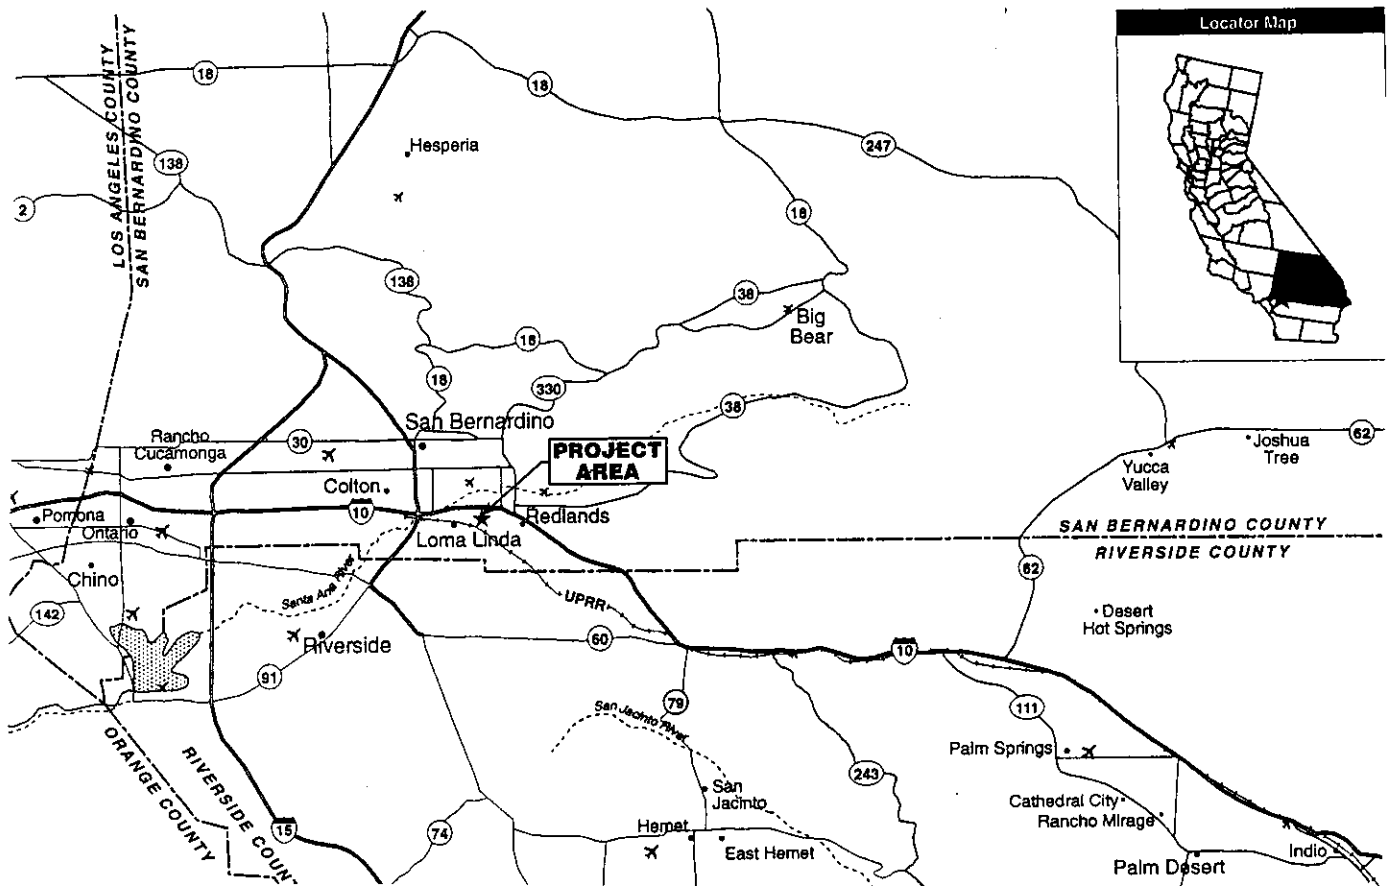 Locator Map
18
18
LOS ANGELES COUNTY
SAN BERNARDINO COUNTY
Hesperia
247
138
2
18
138
38
Big
Bear
18
18
330
38
San Bernardino
Rancho
Cucamonga
30
PROJECT
AREA
62
Joshua
Tree
Yucca
Valley
Colton
10
Pomona
Ontario
Redlands
Loma Linda
SAN BERNARDINO COUNTY
RIVERSIDE COUNTY
Chino
Santa Ana River
62
UPRR
142
Desert
Hot Springs
Riverside
60
10
91
79
San Jacinto River
111
ORANGE COUNTY
RIVERSIDE COUNT
Palm Springs
243
San
Jacinto
Cathedral City
Rancho Mirage
15
74
Hemet
East Hemet
Indio
Palm Desert